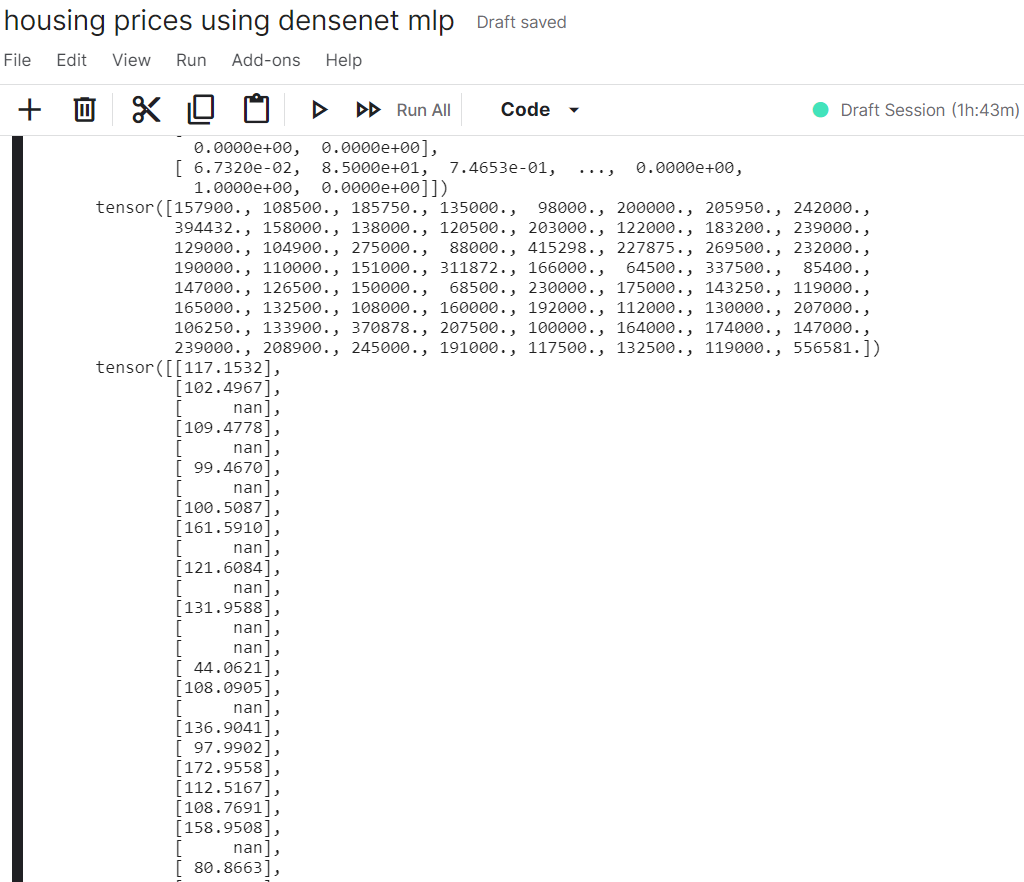 housing prices using densenet mlp Draft saved
File Edit View Run Add-ons Help
Run All Code Draft Session (1h:43m)
0.0000e+00, 0.0000e+00],
[ 6.7320e-02, 8.5000e+01, 7.4653e-01, ..., 0.0000e+00,
1.0000e+00, 0.0000e+00]])
tensor([157900., 108500., 185750., 135000., 98000., 200000., 205950., 242000.,
394432., 158000., 138000., 120500., 203000., 122000., 183200., 239000.,
129000., 104900., 275000., 88000., 415298., 227875., 269500., 232000.,
190000., 110000., 151000., 311872., 166000., 64500., 337500., 85400.,
147000., 126500., 150000., 68500., 230000., 175000., 143250., 119000.,
165000., 132500., 108000., 160000., 192000., 112000., 130000., 207000.,
106250., 133900., 370878., 207500., 100000., 164000., 174000., 147000.,
239000., 208900., 245000., 191000., 117500., 132500., 119000., 556581.])
tensor([[117.1532],
[102.4967],
[ nan],
[109.4778],
[ nan],
[ 99.4670],
[ nan],
[100.5087],
[161.5910],
[ nan],
[121.6084],
[ nan],
[131.9588],
[ nan],
[ nan],
[ 44.0621],
[108.0905],
[ nan],
[136.9041],
[ 97.9902],
[172.9558],
[112.5167],
[108.7691],
[158.9508],
[ nan],
[ 80.8663],